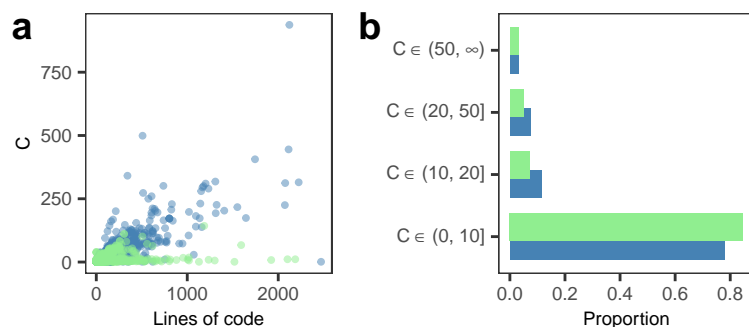 a
C
750
500
250
0
0
1000
2000
Lines of code
b
C ∈ (50, ∞)
C ∈ (20, 50]
C ∈ (10, 20]
C ∈ (0, 10]
0.0 0.2 0.4 0.6 0.8
Proportion